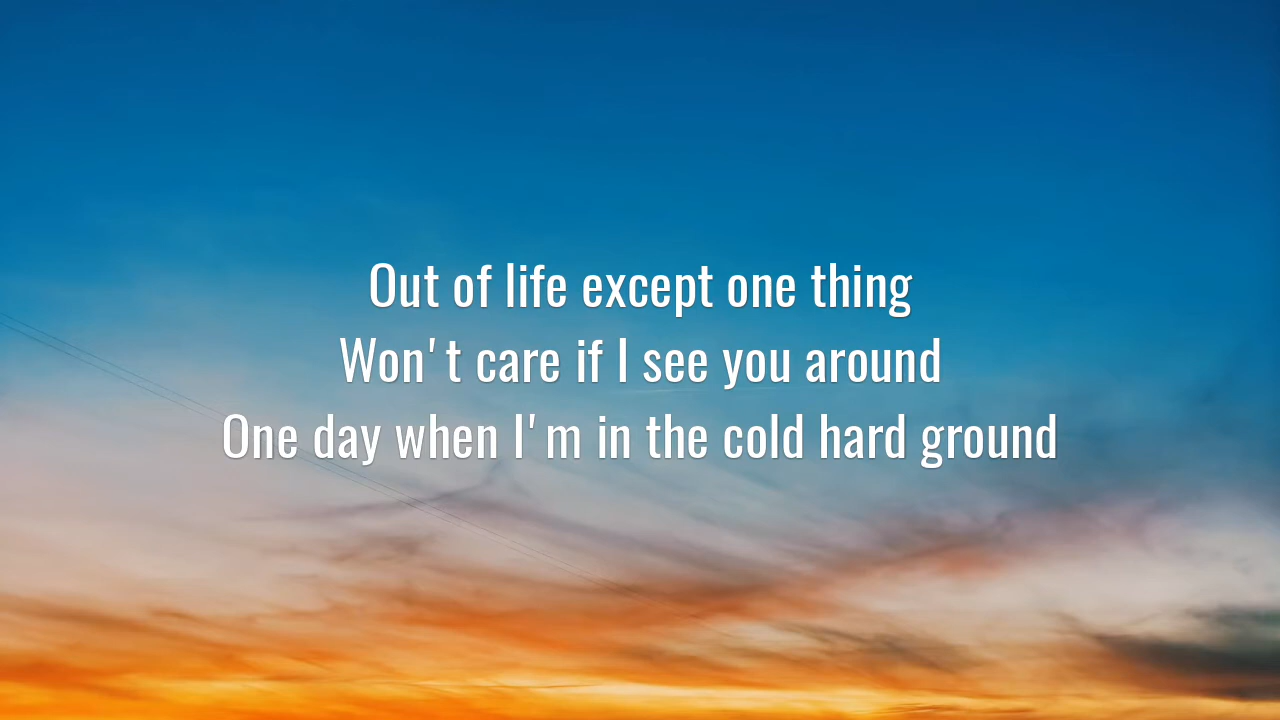 Out of life except one thing
Won't care if I see you around
One day when I'm in the cold hard ground